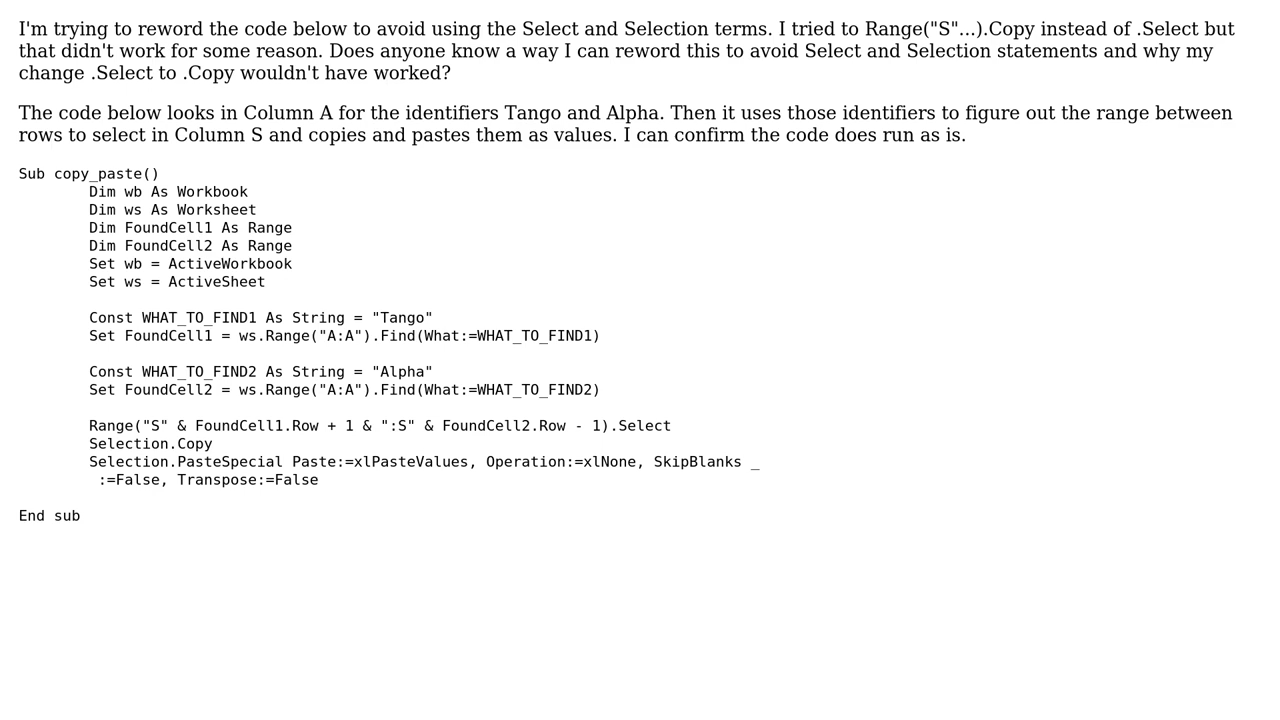 I'm trying to reword the code below to avoid using the Select and Selection terms. I tried to Range("S"...).Copy instead of .Select but
that didn't work for some reason. Does anyone know a way I can reword this to avoid Select and Selection statements and why my
change .Select to .Copy wouldn't have worked?
The code below looks in Column A for the identifiers Tango and Alpha. Then it uses those identifiers to figure out the range between
rows to select in Column S and copies and pastes them as values. I can confirm the code does run as is.
Sub copy_paste()
        Dim wb As Workbook
        Dim ws As Worksheet
        Dim FoundCell1 As Range
        Dim FoundCell2 As Range
        Set wb = ActiveWorkbook
        Set ws = ActiveSheet

        Const WHAT_TO_FIND1 As String = "Tango"
        Set FoundCell1 = ws.Range("A:A").Find(What:=WHAT_TO_FIND1)

        Const WHAT_TO_FIND2 As String = "Alpha"
        Set FoundCell2 = ws.Range("A:A").Find(What:=WHAT_TO_FIND2)

        Range("S" & FoundCell1.Row + 1 & ":S" & FoundCell2.Row - 1).Select
        Selection.Copy
        Selection.PasteSpecial Paste:=xlPasteValues, Operation:=xlNone, SkipBlanks _
         :=False, Transpose:=False

End sub